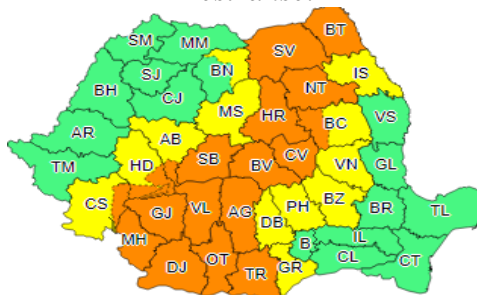 SM MM SV BT
SJ BN NT IS
BH CJ MS HR BC VS
AR AB
TM HD SB BV CV VN GL
CS GJ VL AG DB PH BZ BR TL
MH B IL
DJ OT TR GR CL CT